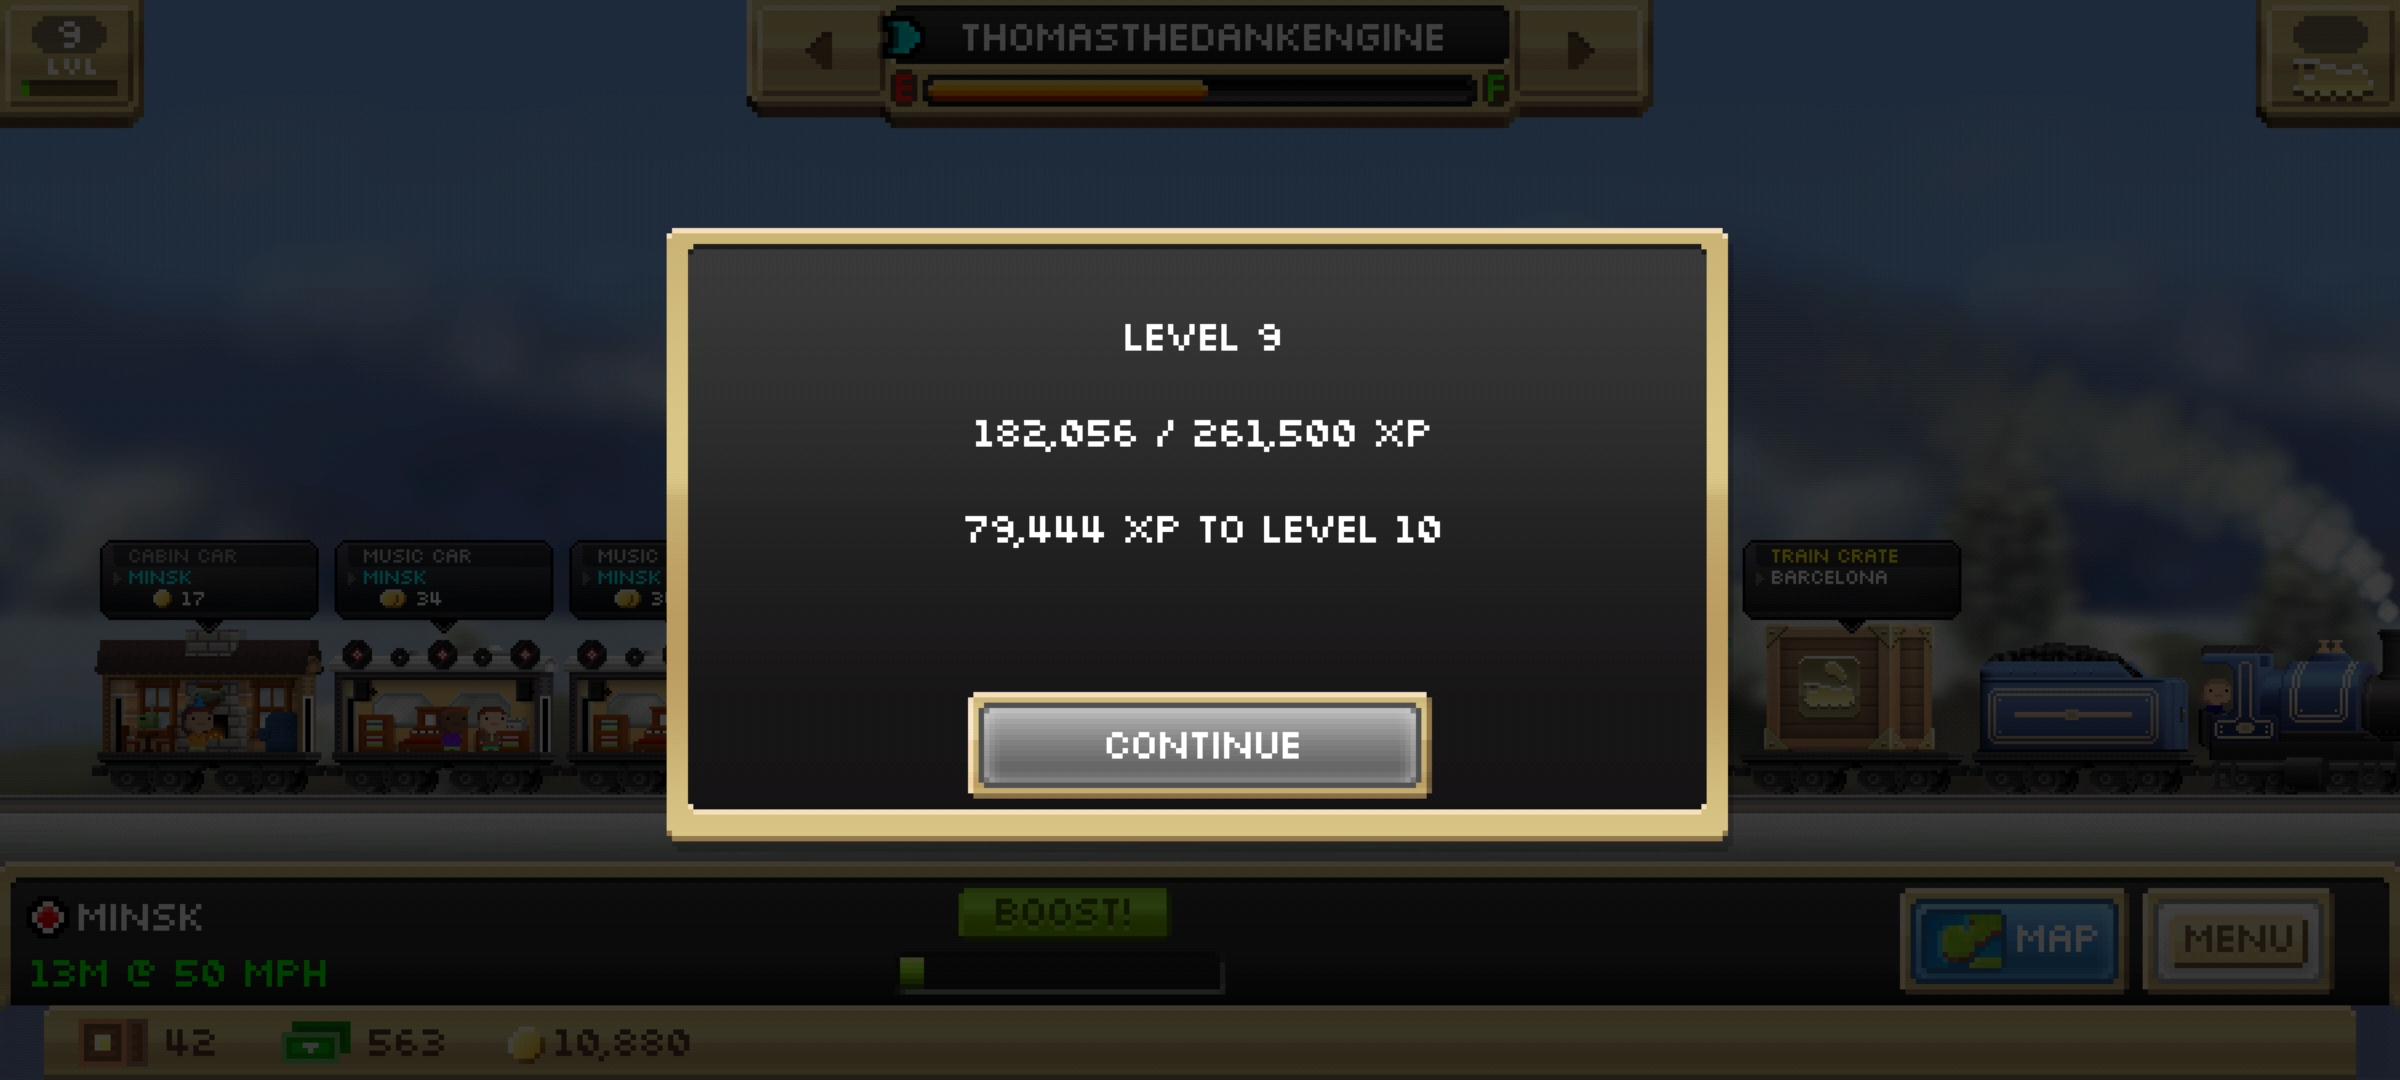 9
LVL
THOMASTHEDANKENGINE
E
F
LEVEL 9
182,056 / 261,500 XP
79,444 XP TO LEVEL 10
CONTINUE
CABIN CAR
MINSK
17
MUSIC CAR
MINSK
34
MUSIC
MINSK
TRAIN CRATE
BARCELONA
MINSK
13M @ 50 MPH
BOOST!
MAP
MENU
42
563
10,880